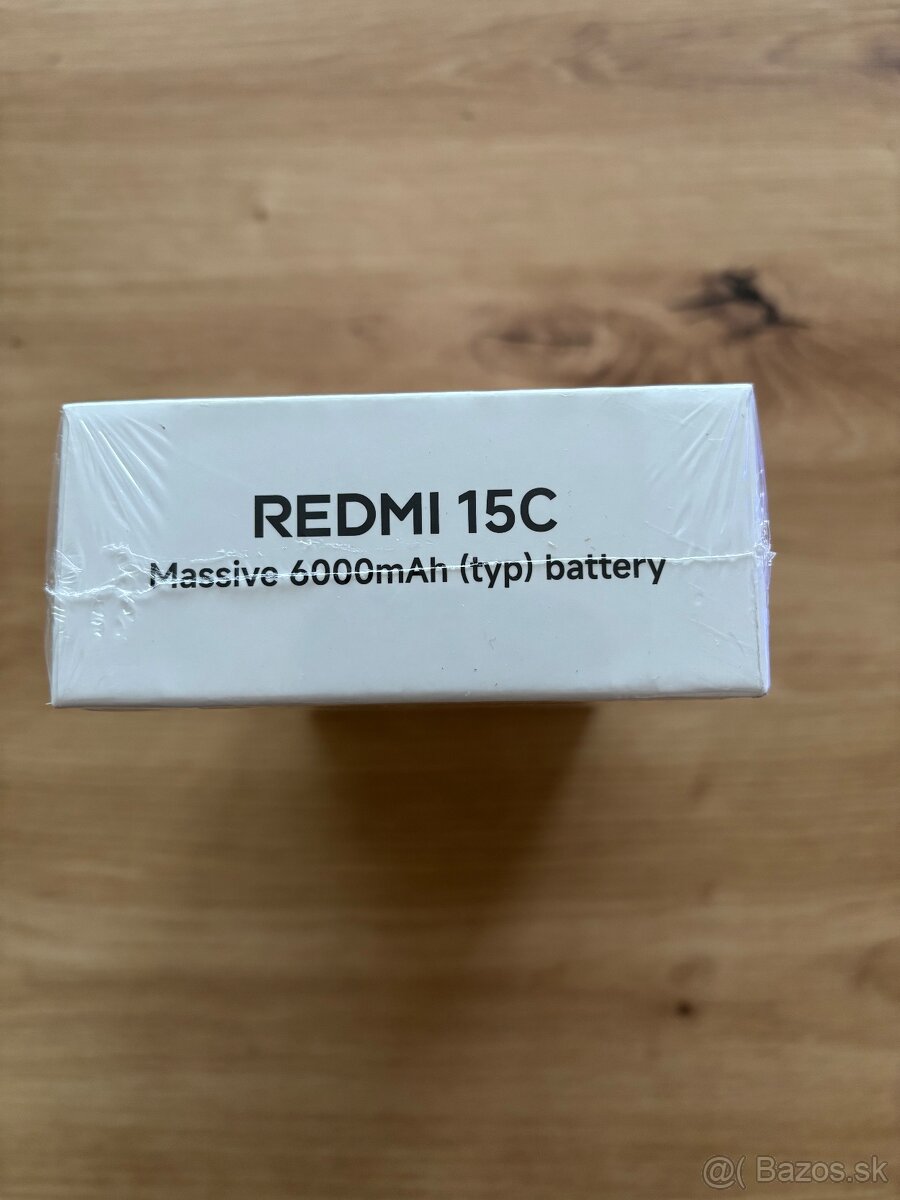 REDMI 15C
Massive 6000mAh (typ) battery
@( Bazos.sk